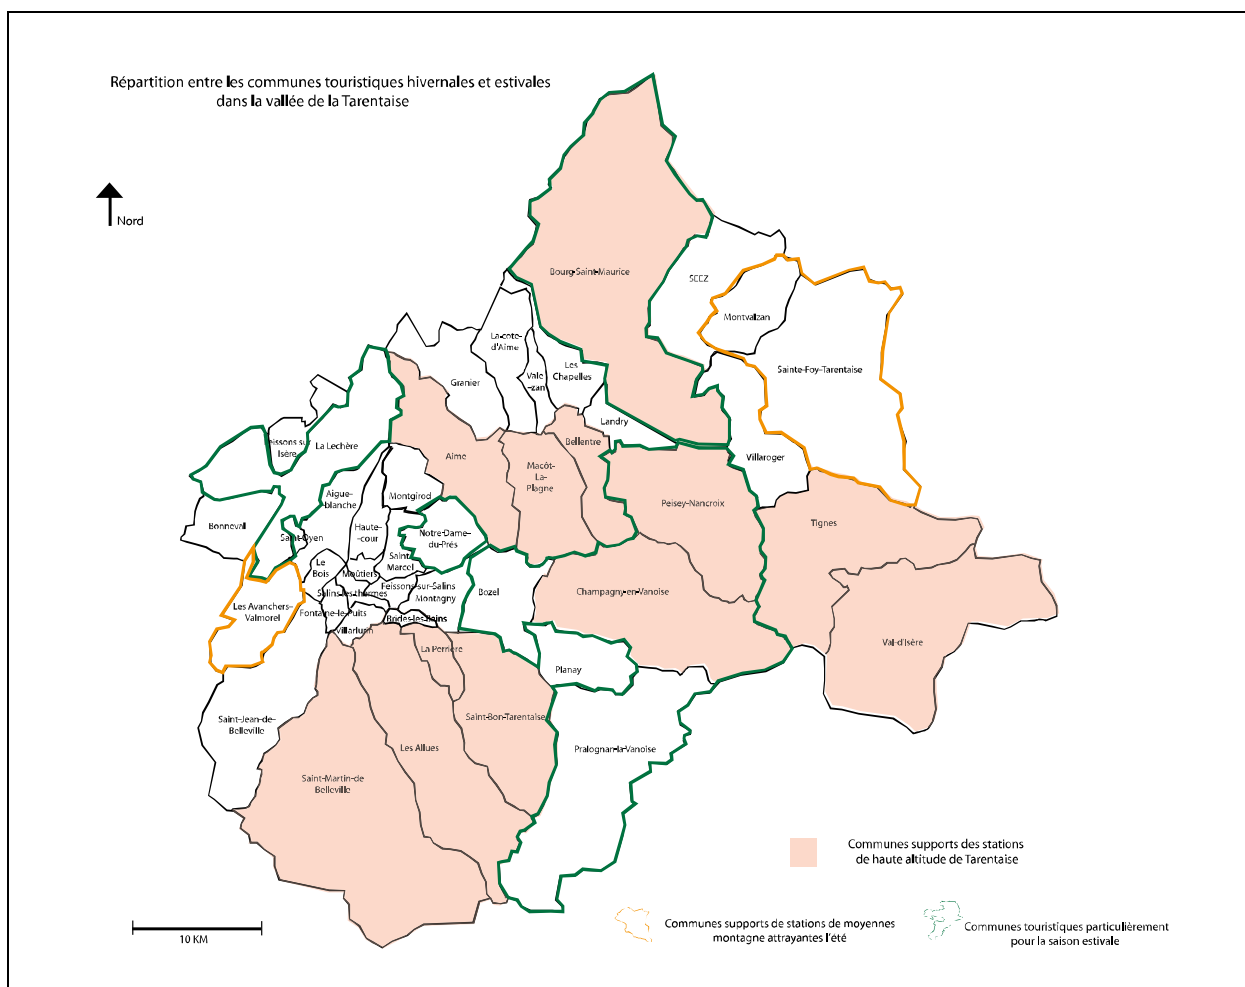 Répartition entre les communes touristiques hivernales et estivales
dans la vallée de la Tarentaise
Nord
Bourg-Saint-Maurice
SEEZ
Montvalzan
Sainte-Foy-Tarentaise
La-cote-
d'Aime
Vale
-zan
Les
Chapelles
Granier
Landry
Bellentre
Villaroger
La Lechère
Feissons sur
Isère
Aime
Macôt-
La-
Plagne
Peisey-Nancroix
Aigue-
blanche
Montgirod
Tignes
Bonneval
Saint-Oyen
Haute-
-cour
Notre-Dame-
du-Prés
Saint
Marcel
Le
Bois
Moûtiers
Feissons-sur-Salins
Montagny
Bozel
Champagny-en-Vanoise
Salins-les-thermes
Les Avanchers-
Valmorel
Fontaine-le-Puits
Brides-les-Bains
Villarlurin
La Perrière
Val-d'Isère
Planay
Saint-Jean-de-
Belleville
Saint-Bon-Tarentaise
Les Allues
Pralognan-la-Vanoise
Saint-Martin-de
Belleville
Communes supports des stations
de haute altitude de Tarentaise
Communes supports de stations de moyennes
montagne attrayantes l'été
Communes touristiques particulièrement
pour la saison estivale
10 KM